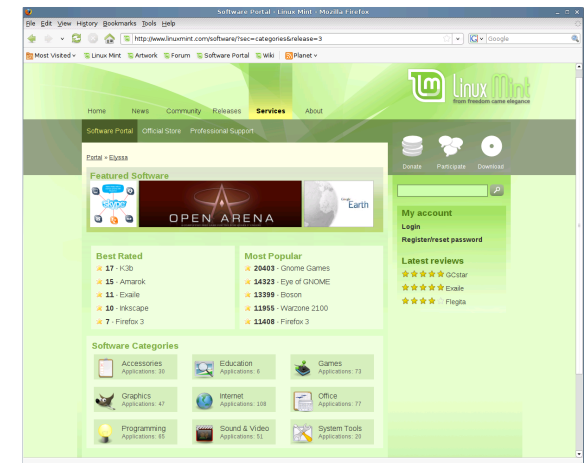 Software Portal - Linux Mint - Mozilla Firefox
File Edit View History Bookmarks Tools Help
http://www.linuxmint.com/software/?sec=categories&release=3
Google
Most Visited Linux Mint Artwork Forum Software Portal Wiki Planet
Linux Mint
from freedom came elegance
Home News Community Releases Services About
Software Portal Official Store Professional Support
Donate Participate Download
Portal » Elyssa
Featured Software
skype
OPEN ARENA
Google Earth
My account
Login
Register/reset password
Latest reviews
GCstar
Exaile
Flegita
Best Rated
17 - K3b
15 - Amarok
11 - Exaile
10 - Inkscape
7 - Firefox 3
Most Popular
20403 - Gnome Games
14323 - Eye of GNOME
13399 - Boson
11955 - Warzone 2100
11408 - Firefox 3
Software Categories
Accessories
Applications: 30
Education
Applications: 6
Games
Applications: 73
Graphics
Applications: 47
Internet
Applications: 108
Office
Applications: 77
Programming
Applications: 65
Sound & Video
Applications: 51
System Tools
Applications: 20